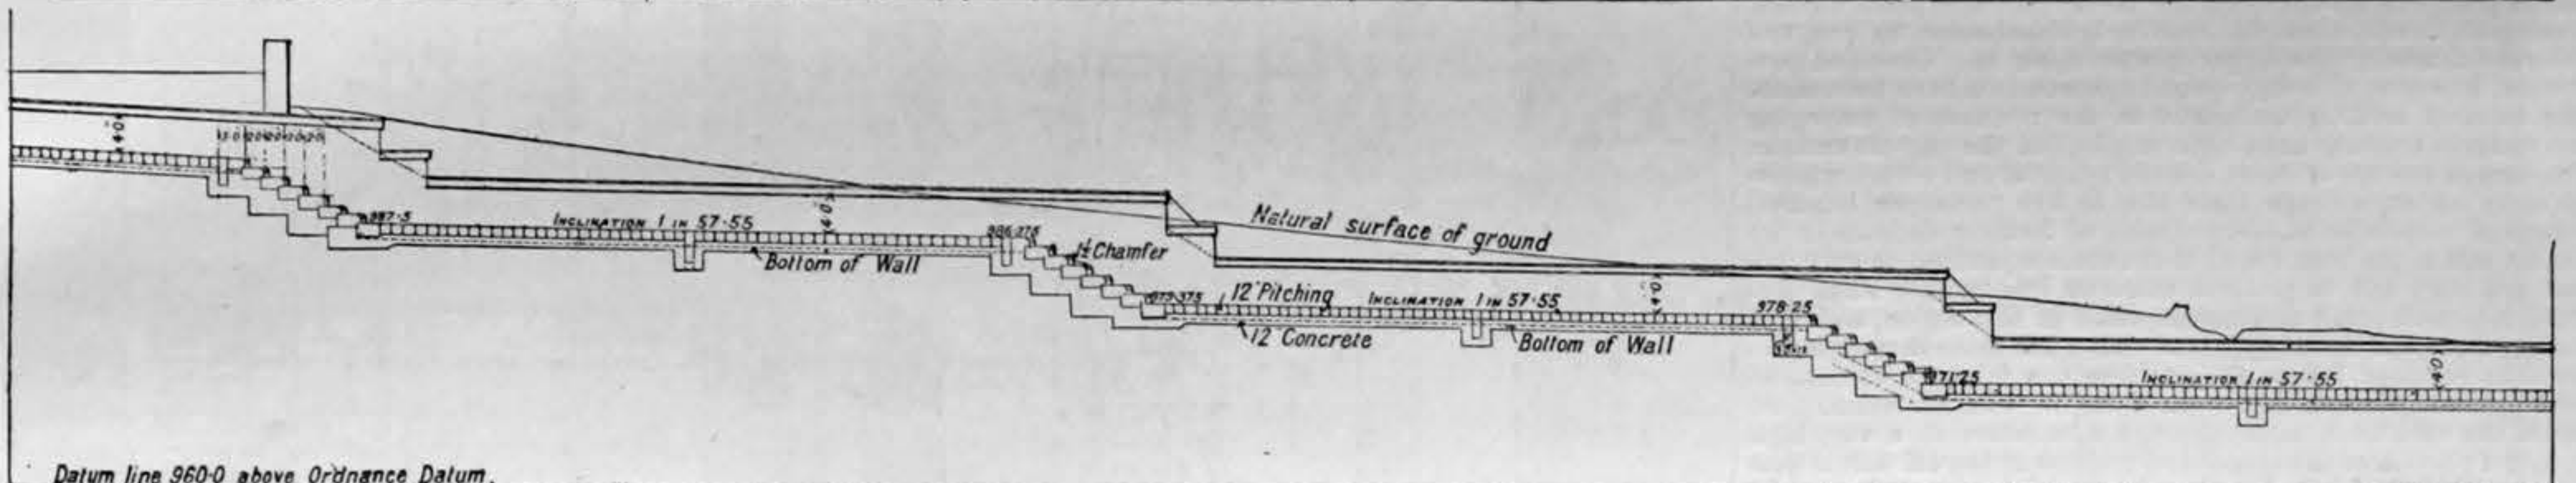 INCLINATION 1 IN 57·55
Bottom of Wall
1½ Chamfer
Natural surface of ground
979·375
12" Pitching
INCLINATION 1 IN 57·55
12" Concrete
Bottom of Wall
978·25
971·25
INCLINATION 1 IN 57·55
Datum line 960·0 above Ordnance Datum.